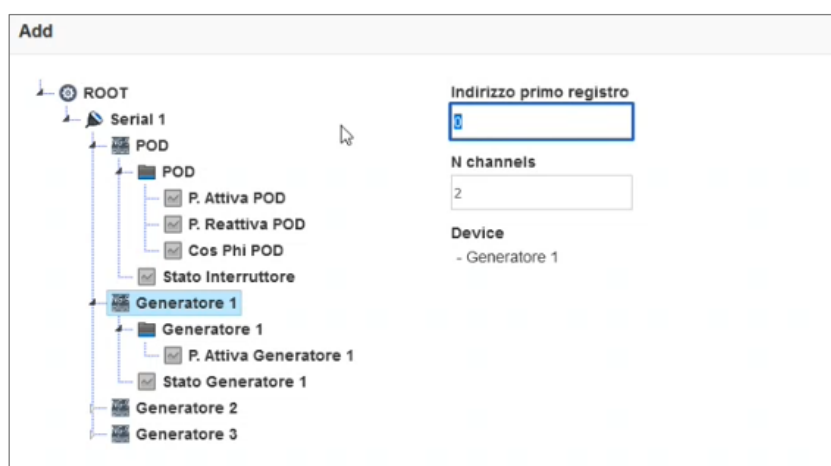 Add
ROOT
Serial 1
POD
POD
P. Attiva POD
P. Reattiva POD
Cos Phi POD
Stato Interruttore
Generatore 1
Generatore 1
P. Attiva Generatore 1
Stato Generatore 1
Generatore 2
Generatore 3
Indirizzo primo registro
0
N channels
2
Device
- Generatore 1